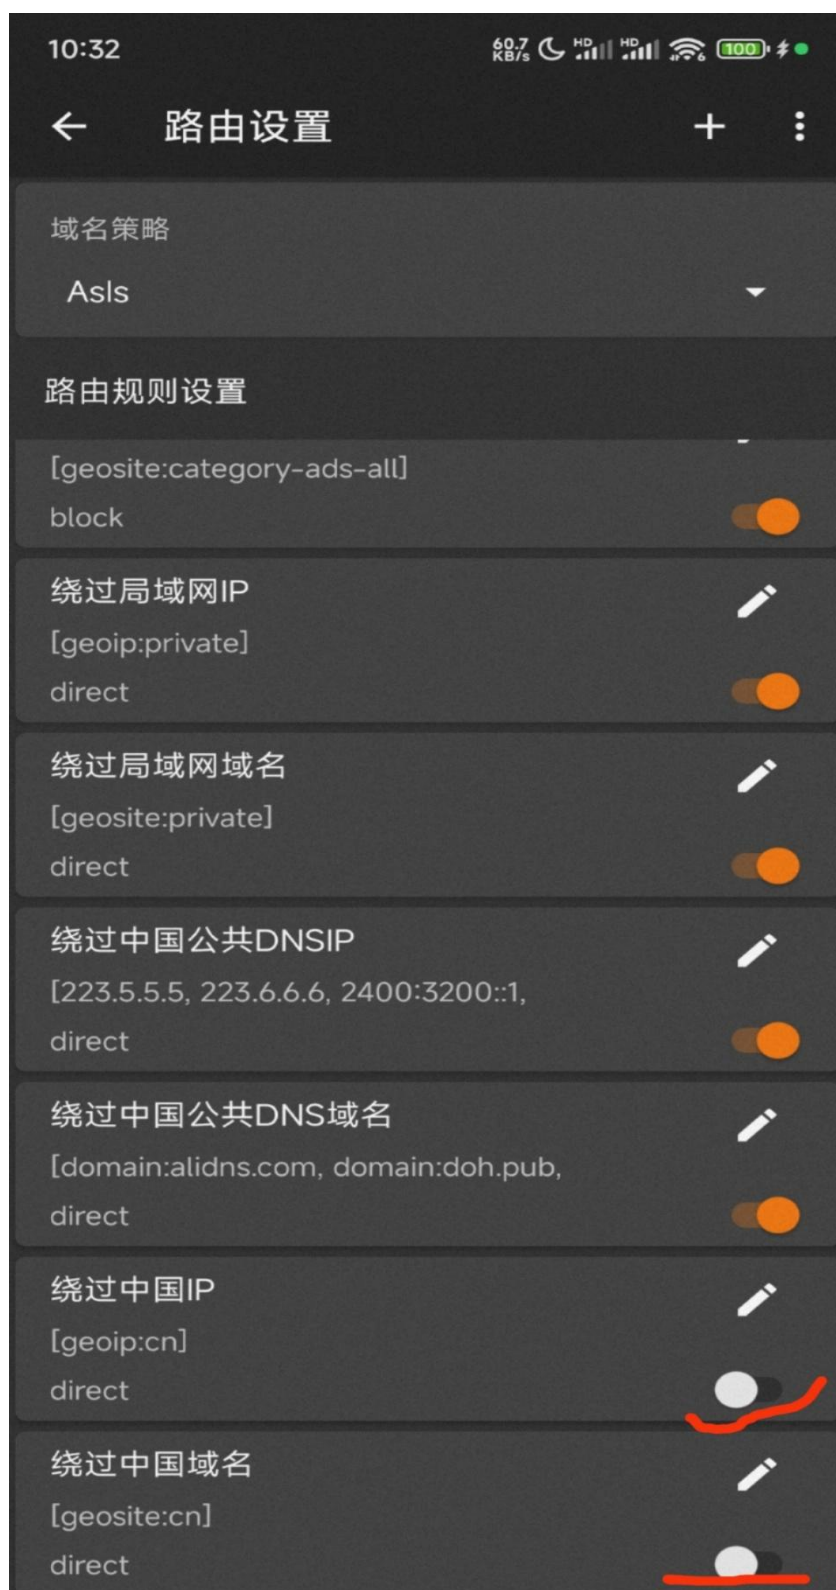 10:32
60.7 KB/s HD HD 6 100
路由设置
域名策略
AsIs
路由规则设置
[geosite:category-ads-all]
block
绕过局域网IP
[geoip:private]
direct
绕过局域网域名
[geosite:private]
direct
绕过中国公共DNSIP
[223.5.5.5, 223.6.6.6, 2400:3200::1,
direct
绕过中国公共DNS域名
[domain:alidns.com, domain:doh.pub,
direct
绕过中国IP
[geoip:cn]
direct
绕过中国域名
[geosite:cn]
direct